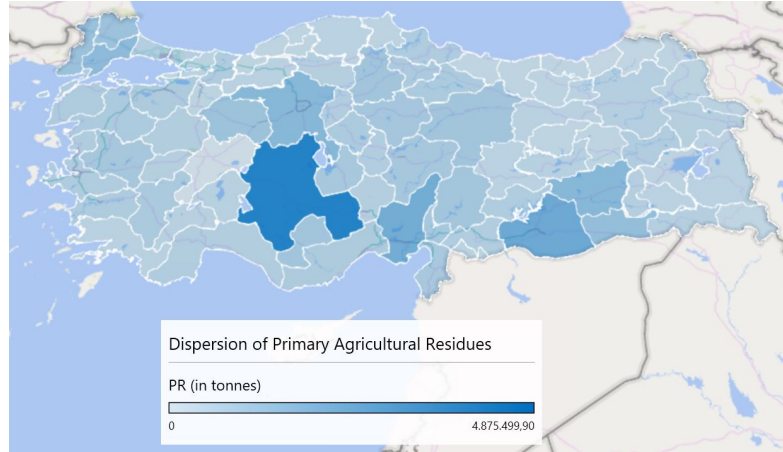 Dispersion of Primary Agricultural Residues
PR (in tonnes)
0
4.875.499,90